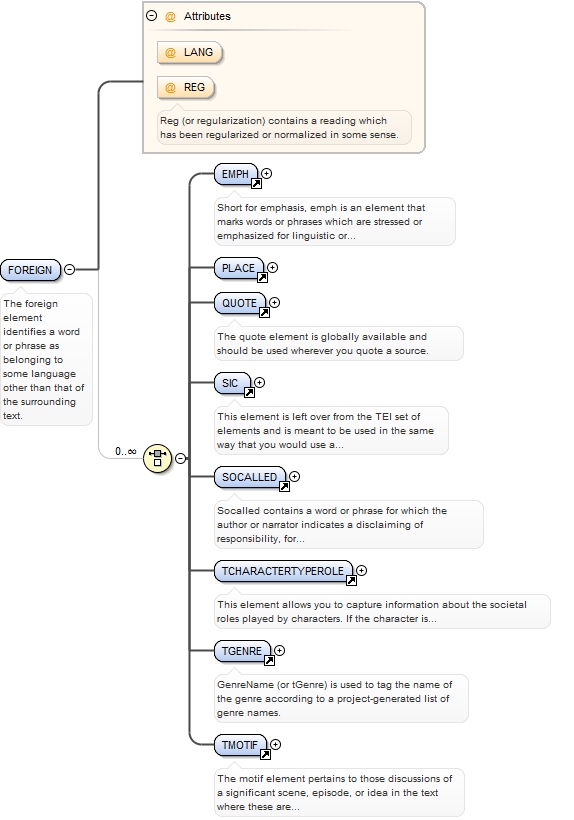 Attributes
LANG
REG
Reg (or regularization) contains a reading which
has been regularized or normalized in some sense.
FOREIGN
The foreign
element
identifies a word
or phrase as
belonging to
some language
other than that of
the surrounding
text.
0..∞
EMPH
Short for emphasis, emph is an element that
marks words or phrases which are stressed or
emphasized for linguistic or...
PLACE
QUOTE
The quote element is globally available and
should be used wherever you quote a source.
SIC
This element is left over from the TEI set of
elements and is meant to be used in the same
way that you would use a...
SOCALLED
Socalled contains a word or phrase for which the
author or narrator indicates a disclaiming of
responsibility, for...
TCHARACTERTYPEROLE
This element allows you to capture information about the societal
roles played by characters. If the character is...
TGENRE
GenreName (or tGenre) is used to tag the name of
the genre according to a project-generated list of
genre names.
TMOTIF
The motif element pertains to those discussions of
a significant scene, episode, or idea in the text
where these are...